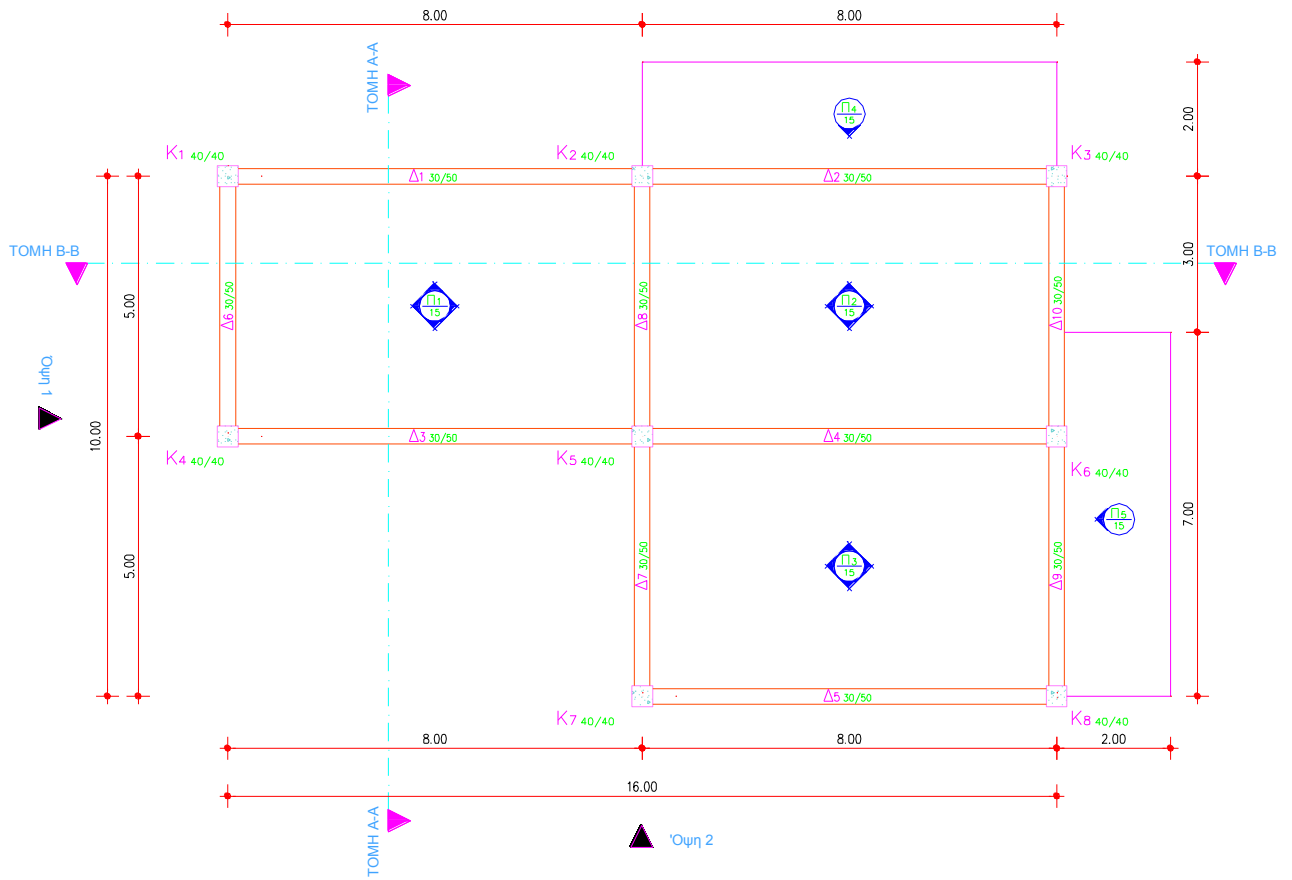 8.00
8.00
ΤΟΜΗ Α-Α
Π4
15
2.00
Κ1 40/40
Κ2 40/40
Κ3 40/40
Δ1 30/50
Δ2 30/50
ΤΟΜΗ Β-Β
ΤΟΜΗ Β-Β
3.00
5.00
Δ6 30/50
Π1
15
Δ8 30/50
Π2
15
Δ10 30/50
Όψη 1
10.00
Δ3 30/50
Δ4 30/50
Κ4 40/40
Κ5 40/40
Κ6 40/40
Π5
15
7.00
5.00
Δ7 30/50
Π3
15
Δ9 30/50
Δ5 30/50
Κ7 40/40
Κ8 40/40
8.00
8.00
2.00
16.00
ΤΟΜΗ Α-Α
Όψη 2